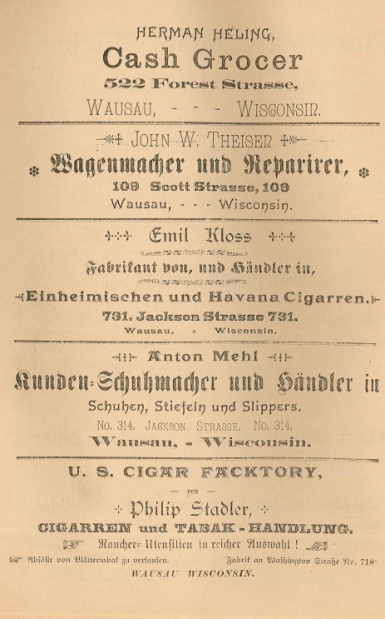 HERMAN HELING,
Cash Grocer
522 Forest Strasse,
WAUSAU, - - - WISCONSIN.
JOHN W. THEISEN
Wagenmacher und Reparirer,
109 Scott Strasse, 109
Wausau, - - - Wisconsin.
Emil Kloss
Fabrikant von, und Händler in,
Einheimischen und Havana Cigarren.
731. Jackson Strasse 731.
Wausau, - Wisconsin.
Anton Mehl
Kunden-Schuhmacher und Händler in
Schuhen, Stiefeln und Slippers.
No. 314. JACKSON STRASSE, No. 314.
Wausau, - Wisconsin.
U. S. CIGAR FACKTORY,
— von —
Philip Stadler,
CIGARREN und TABAK-HANDLUNG.
Raucher-Utensilien in reicher Auswahl!
Abfälle von Blättertabak zu verkaufen. Fabrik an Washington Straße No. 718
WAUSAU WISCONSIN.